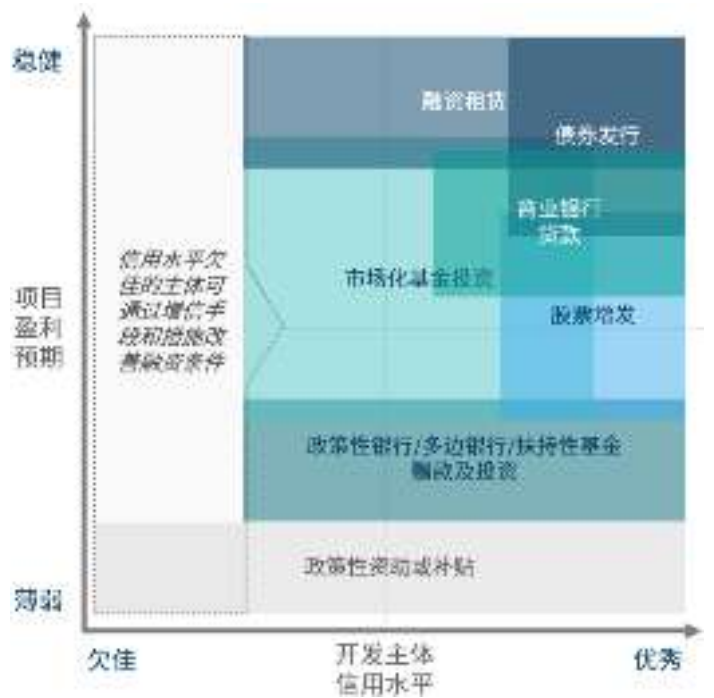 稳健
融资租赁
债券发行
商业银行
贷款
信用水平欠
佳的主体可
通过增信手
段和措施改
善融资条件
市场化基金投资
项目
盈利
预期
股票增发
政策性银行/多边银行/扶持性基金
贷款及投资
政策性资助或补贴
薄弱
欠佳
开发主体
信用水平
优秀